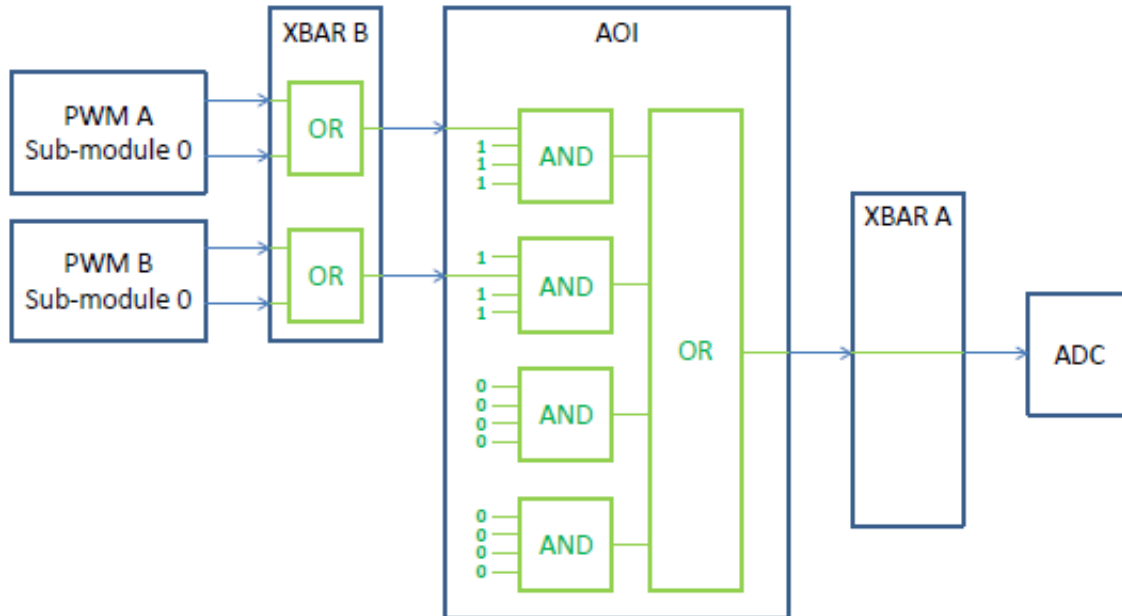 XBAR B
AOI
PWM A
Sub-module 0
OR
1
1
1
AND
XBAR A
PWM B
Sub-module 0
OR
1
1
1
AND
OR
ADC
0
0
0
0
AND
0
0
0
0
AND